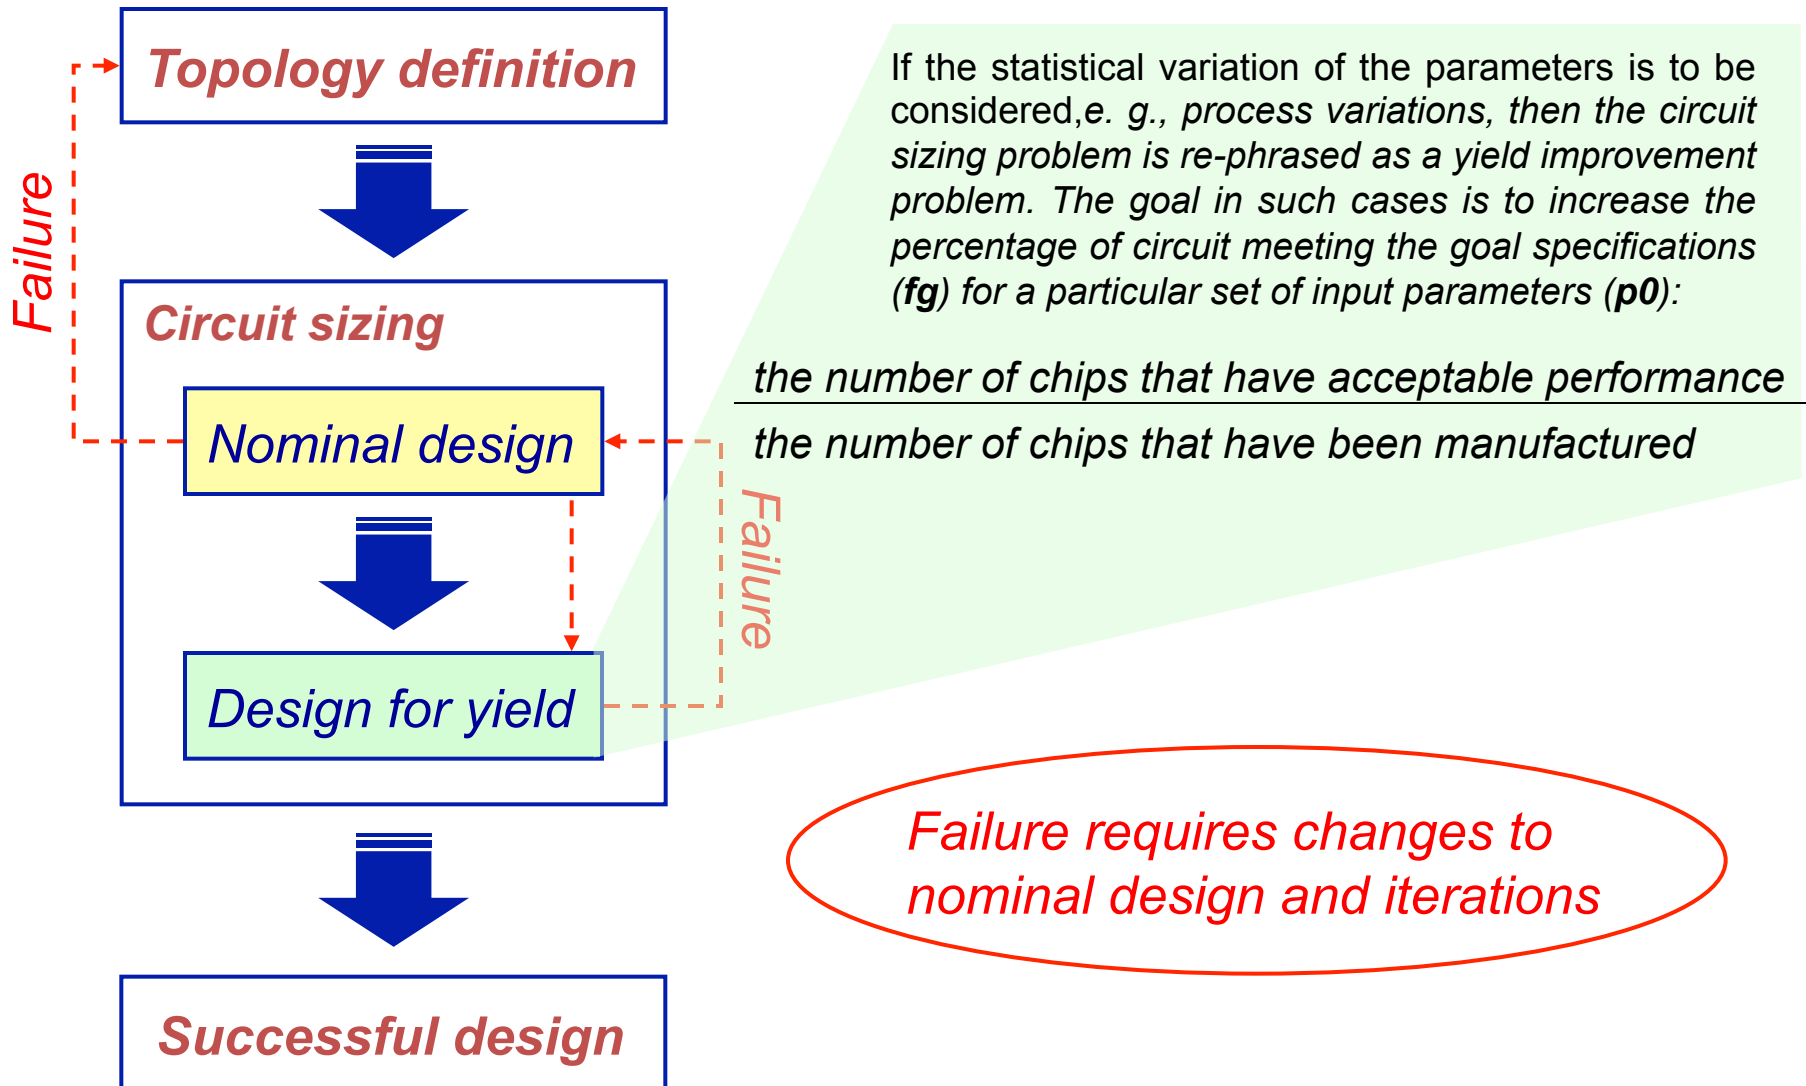 Topology definition
Failure
Circuit sizing
Nominal design
Failure
Design for yield
Successful design
If the statistical variation of the parameters is to be
considered,e. g., process variations, then the circuit
sizing problem is re-phrased as a yield improvement
problem. The goal in such cases is to increase the
percentage of circuit meeting the goal specifications
(fg) for a particular set of input parameters (p0):
the number of chips that have acceptable performance
the number of chips that have been manufactured
Failure requires changes to
nominal design and iterations